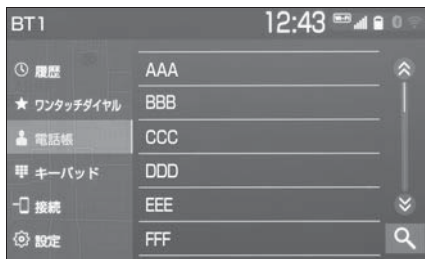 BT1 12:43
履歴
ワンタッチダイヤル
電話帳
キーパッド
接続
設定
AAA
BBB
CCC
DDD
EEE
FFF